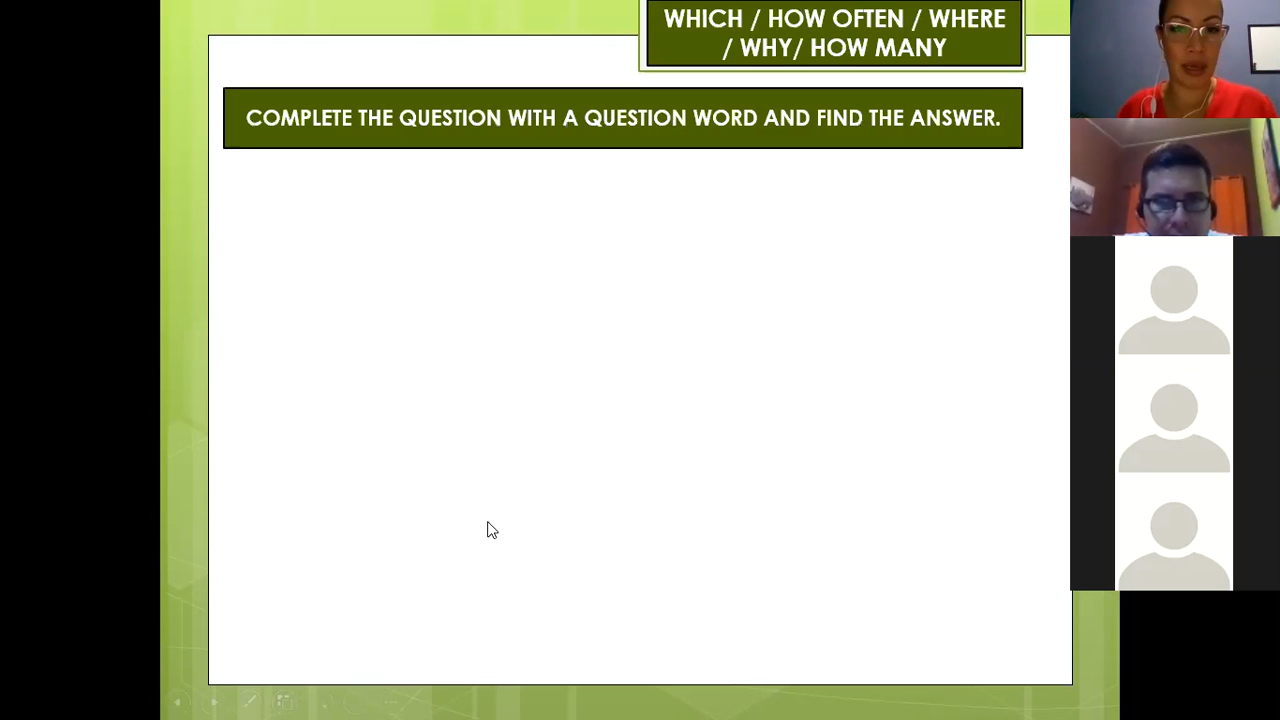 WHICH / HOW OFTEN / WHERE
/ WHY/ HOW MANY
COMPLETE THE QUESTION WITH A QUESTION WORD AND FIND THE ANSWER.